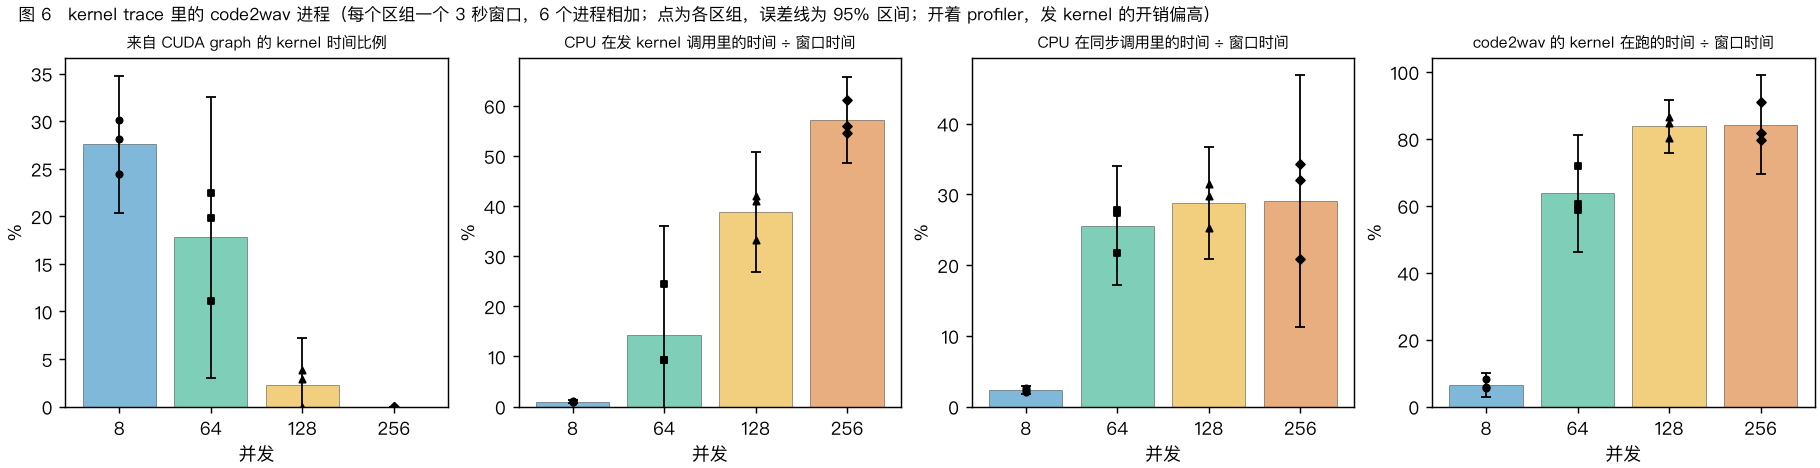 图 6 kernel trace 里的 code2wav 进程（每个区组一个 3 秒窗口，6 个进程相加；点为各区组，误差线为 95% 区间；开着 profiler，发 kernel 的开销偏高）
来自 CUDA graph 的 kernel 时间比例
%
35
30
25
20
15
10
5
0
8 64 128 256
并发
CPU 在发 kernel 调用里的时间 ÷ 窗口时间
%
60
50
40
30
20
10
0
8 64 128 256
并发
CPU 在同步调用里的时间 ÷ 窗口时间
%
40
30
20
10
0
8 64 128 256
并发
code2wav 的 kernel 在跑的时间 ÷ 窗口时间
%
100
80
60
40
20
0
8 64 128 256
并发